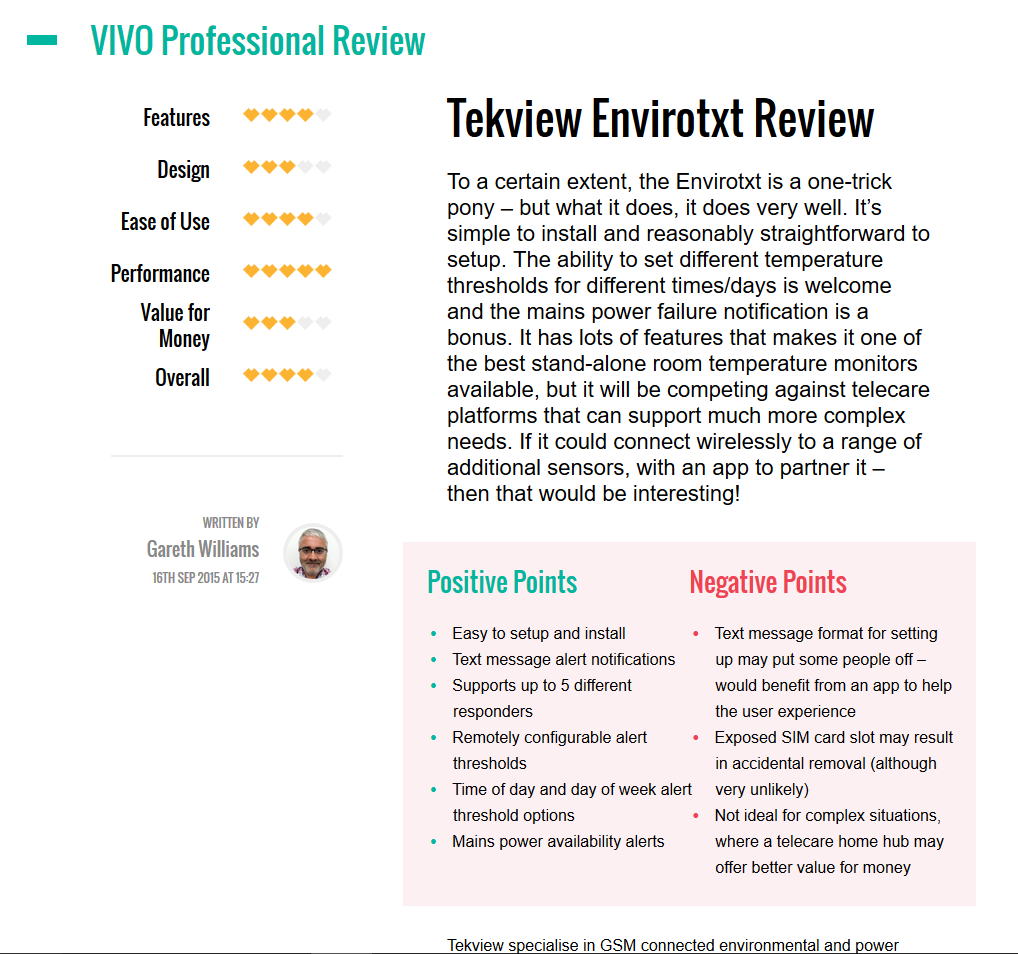 VIVO Professional Review
Features
Design
Ease of Use
Performance
Value for
Money
Overall
WRITTEN BY
Gareth Williams
16TH SEP 2015 AT 15:27
Tekview Envirotxt Review
To a certain extent, the Envirotxt is a one-trick
pony – but what it does, it does very well. It’s
simple to install and reasonably straightforward to
setup. The ability to set different temperature
thresholds for different times/days is welcome
and the mains power failure notification is a
bonus. It has lots of features that makes it one of
the best stand-alone room temperature monitors
available, but it will be competing against telecare
platforms that can support much more complex
needs. If it could connect wirelessly to a range of
additional sensors, with an app to partner it –
then that would be interesting!
Positive Points
• Easy to setup and install
• Text message alert notifications
• Supports up to 5 different
responders
• Remotely configurable alert
thresholds
• Time of day and day of week alert
threshold options
• Mains power availability alerts
Negative Points
• Text message format for setting
up may put some people off –
would benefit from an app to help
the user experience
• Exposed SIM card slot may result
in accidental removal (although
very unlikely)
• Not ideal for complex situations,
where a telecare home hub may
offer better value for money
Tekview specialise in GSM connected environmental and power